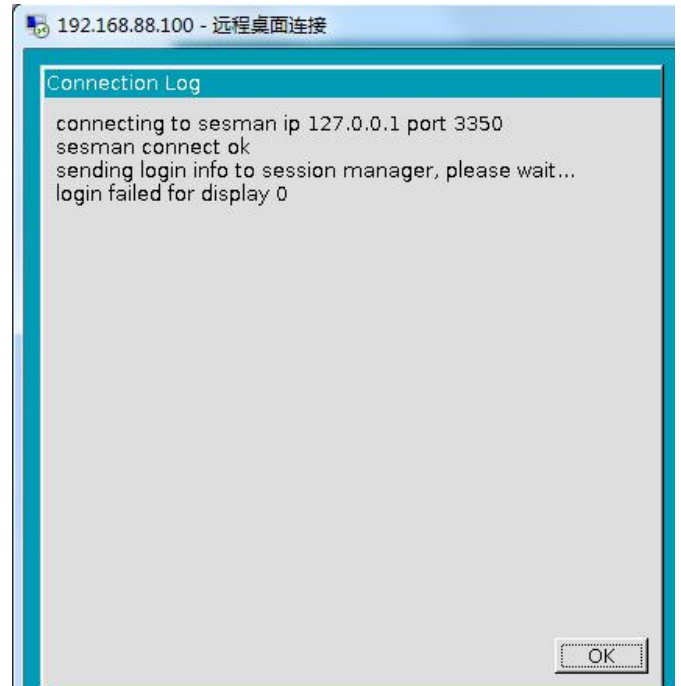 192.168.88.100 - 远程桌面连接
Connection Log
connecting to sesman ip 127.0.0.1 port 3350
sesman connect ok
sending login info to session manager, please wait...
login failed for display 0
OK